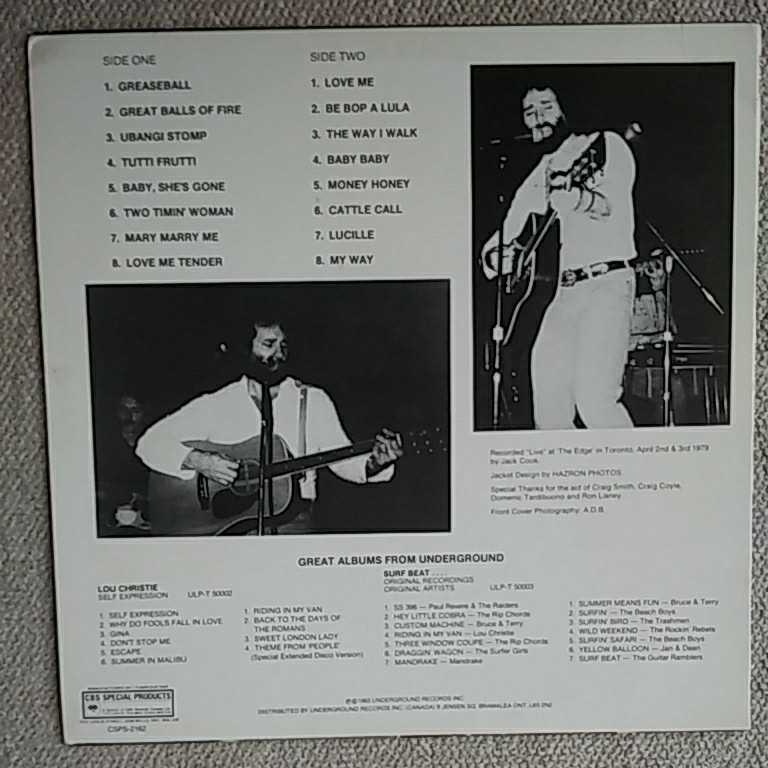 SIDE ONE
1. GREASEBALL
2. GREAT BALLS OF FIRE
3. UBANGI STOMP
4. TUTTI FRUTTI
5. BABY, SHE'S GONE
6. TWO TIMIN' WOMAN
7. MARY MARRY ME
8. LOVE ME TENDER
SIDE TWO
1. LOVE ME
2. BE BOP A LULA
3. THE WAY I WALK
4. BABY BABY
5. MONEY HONEY
6. CATTLE CALL
7. LUCILLE
8. MY WAY
Recorded "Live" at 'The Edge' in Toronto, April 2nd & 3rd 1979
by Jack Cook.
Jacket Design by HAZRON PHOTOS.
Special Thanks for the aid of Craig Smith, Craig Coyle,
Domenic Tardibuono and Ron Llaney.
Front Cover Photography: A.D.B.
GREAT ALBUMS FROM UNDERGROUND
LOU CHRISTIE
SELF EXPRESSION ULP-T 50002
1. SELF EXPRESSION
2. WHY DO FOOLS FALL IN LOVE
3. GINA
4. DON'T STOP ME
5. ESCAPE
6. SUMMER IN MALIBU
1. RIDING IN MY VAN
2. BACK TO THE DAYS OF
THE ROMANS
3. SWEET LONDON LADY
4. THEME FROM 'PEOPLE'
(Special Extended Disco Version)
SURF BEAT ....
ORIGINAL RECORDINGS
ORIGINAL ARTISTS ULP-T 50003
1. SS 396 — Paul Revere & The Raiders
2. HEY LITTLE COBRA — The Rip Chords
3. CUSTOM MACHINE — Bruce & Terry
4. RIDING IN MY VAN — Lou Christie
5. THREE WINDOW COUPE — The Rip Chords
6. DRAGGIN' WAGON — The Surfer Girls
7. MANDRAKE — Mandrake
1. SUMMER MEANS FUN — Bruce & Terry
2. SURFIN' — The Beach Boys
3. SURFIN' BIRD — The Trashmen
4. WILD WEEKEND — The Rockin' Rebels
5. SURFIN' SAFARI — The Beach Boys
6. YELLOW BALLOON — Jan & Dean
7. SURF BEAT — The Guitar Ramblers
CBS SPECIAL PRODUCTS
CSPS-2162
℗©1983 UNDERGROUND RECORDS INC.
DISTRIBUTED BY UNDERGROUND RECORDS INC. (CANADA) 9 JENSEN SQ. BRAMALEA ONT. L6S 2N2